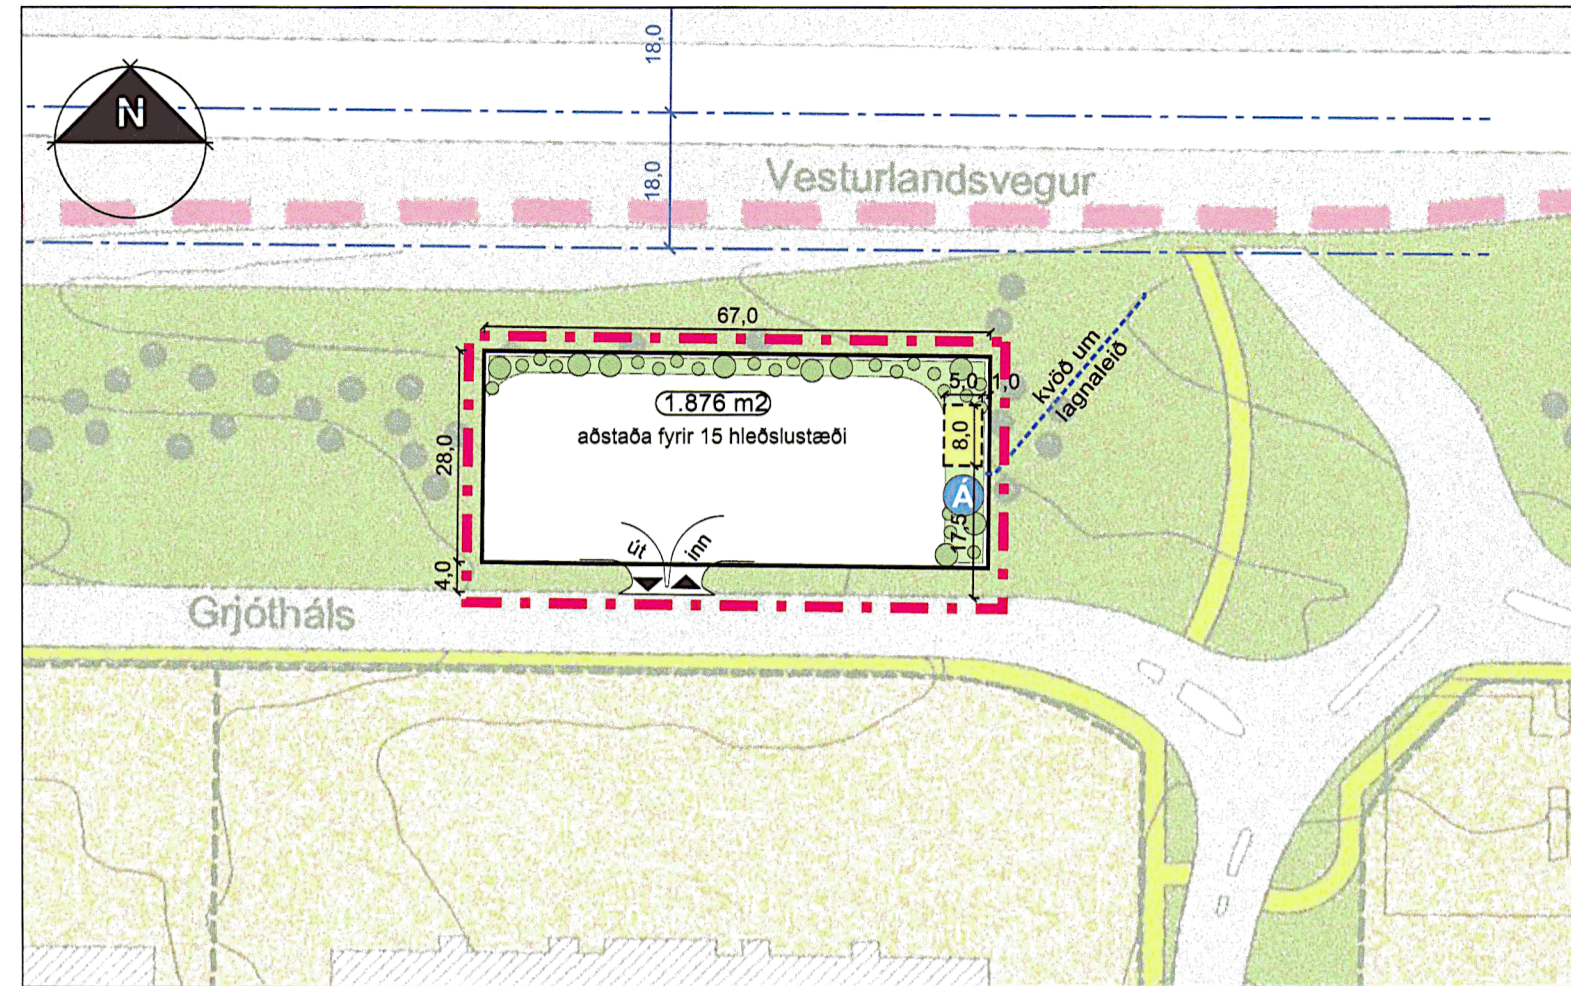 18,0
N
18,0
Vesturlandsvegur
67,0
kvöð um
lagnaleið
5,0
1,0
1.876 m2
aðstaða fyrir 15 hleðslustæði
8,0
28,0
Á
17,5
út
inn
4,0
Grjótháls